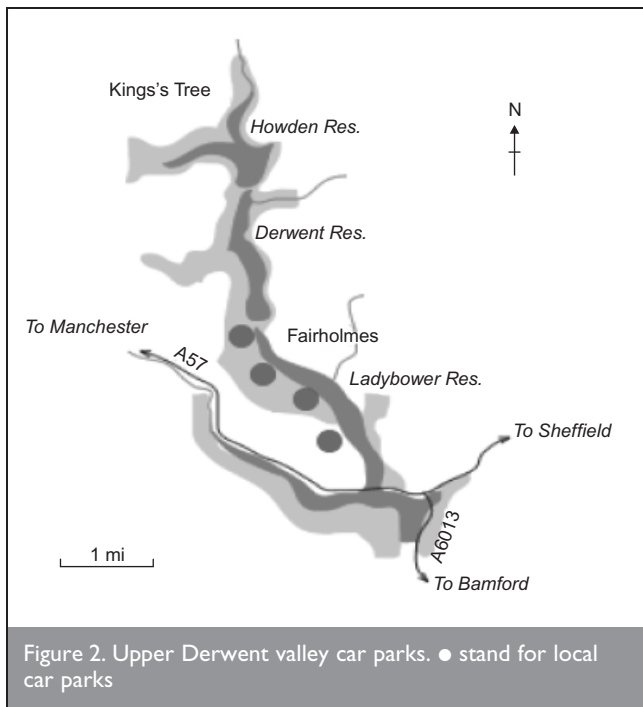 Kings's Tree
N
Howden Res.
Derwent Res.
To Manchester
Fairholmes
A57
Ladybower Res.
To Sheffield
A6013
1 mi
To Bamford
Figure 2. Upper Derwent valley car parks. ● stand for local
car parks